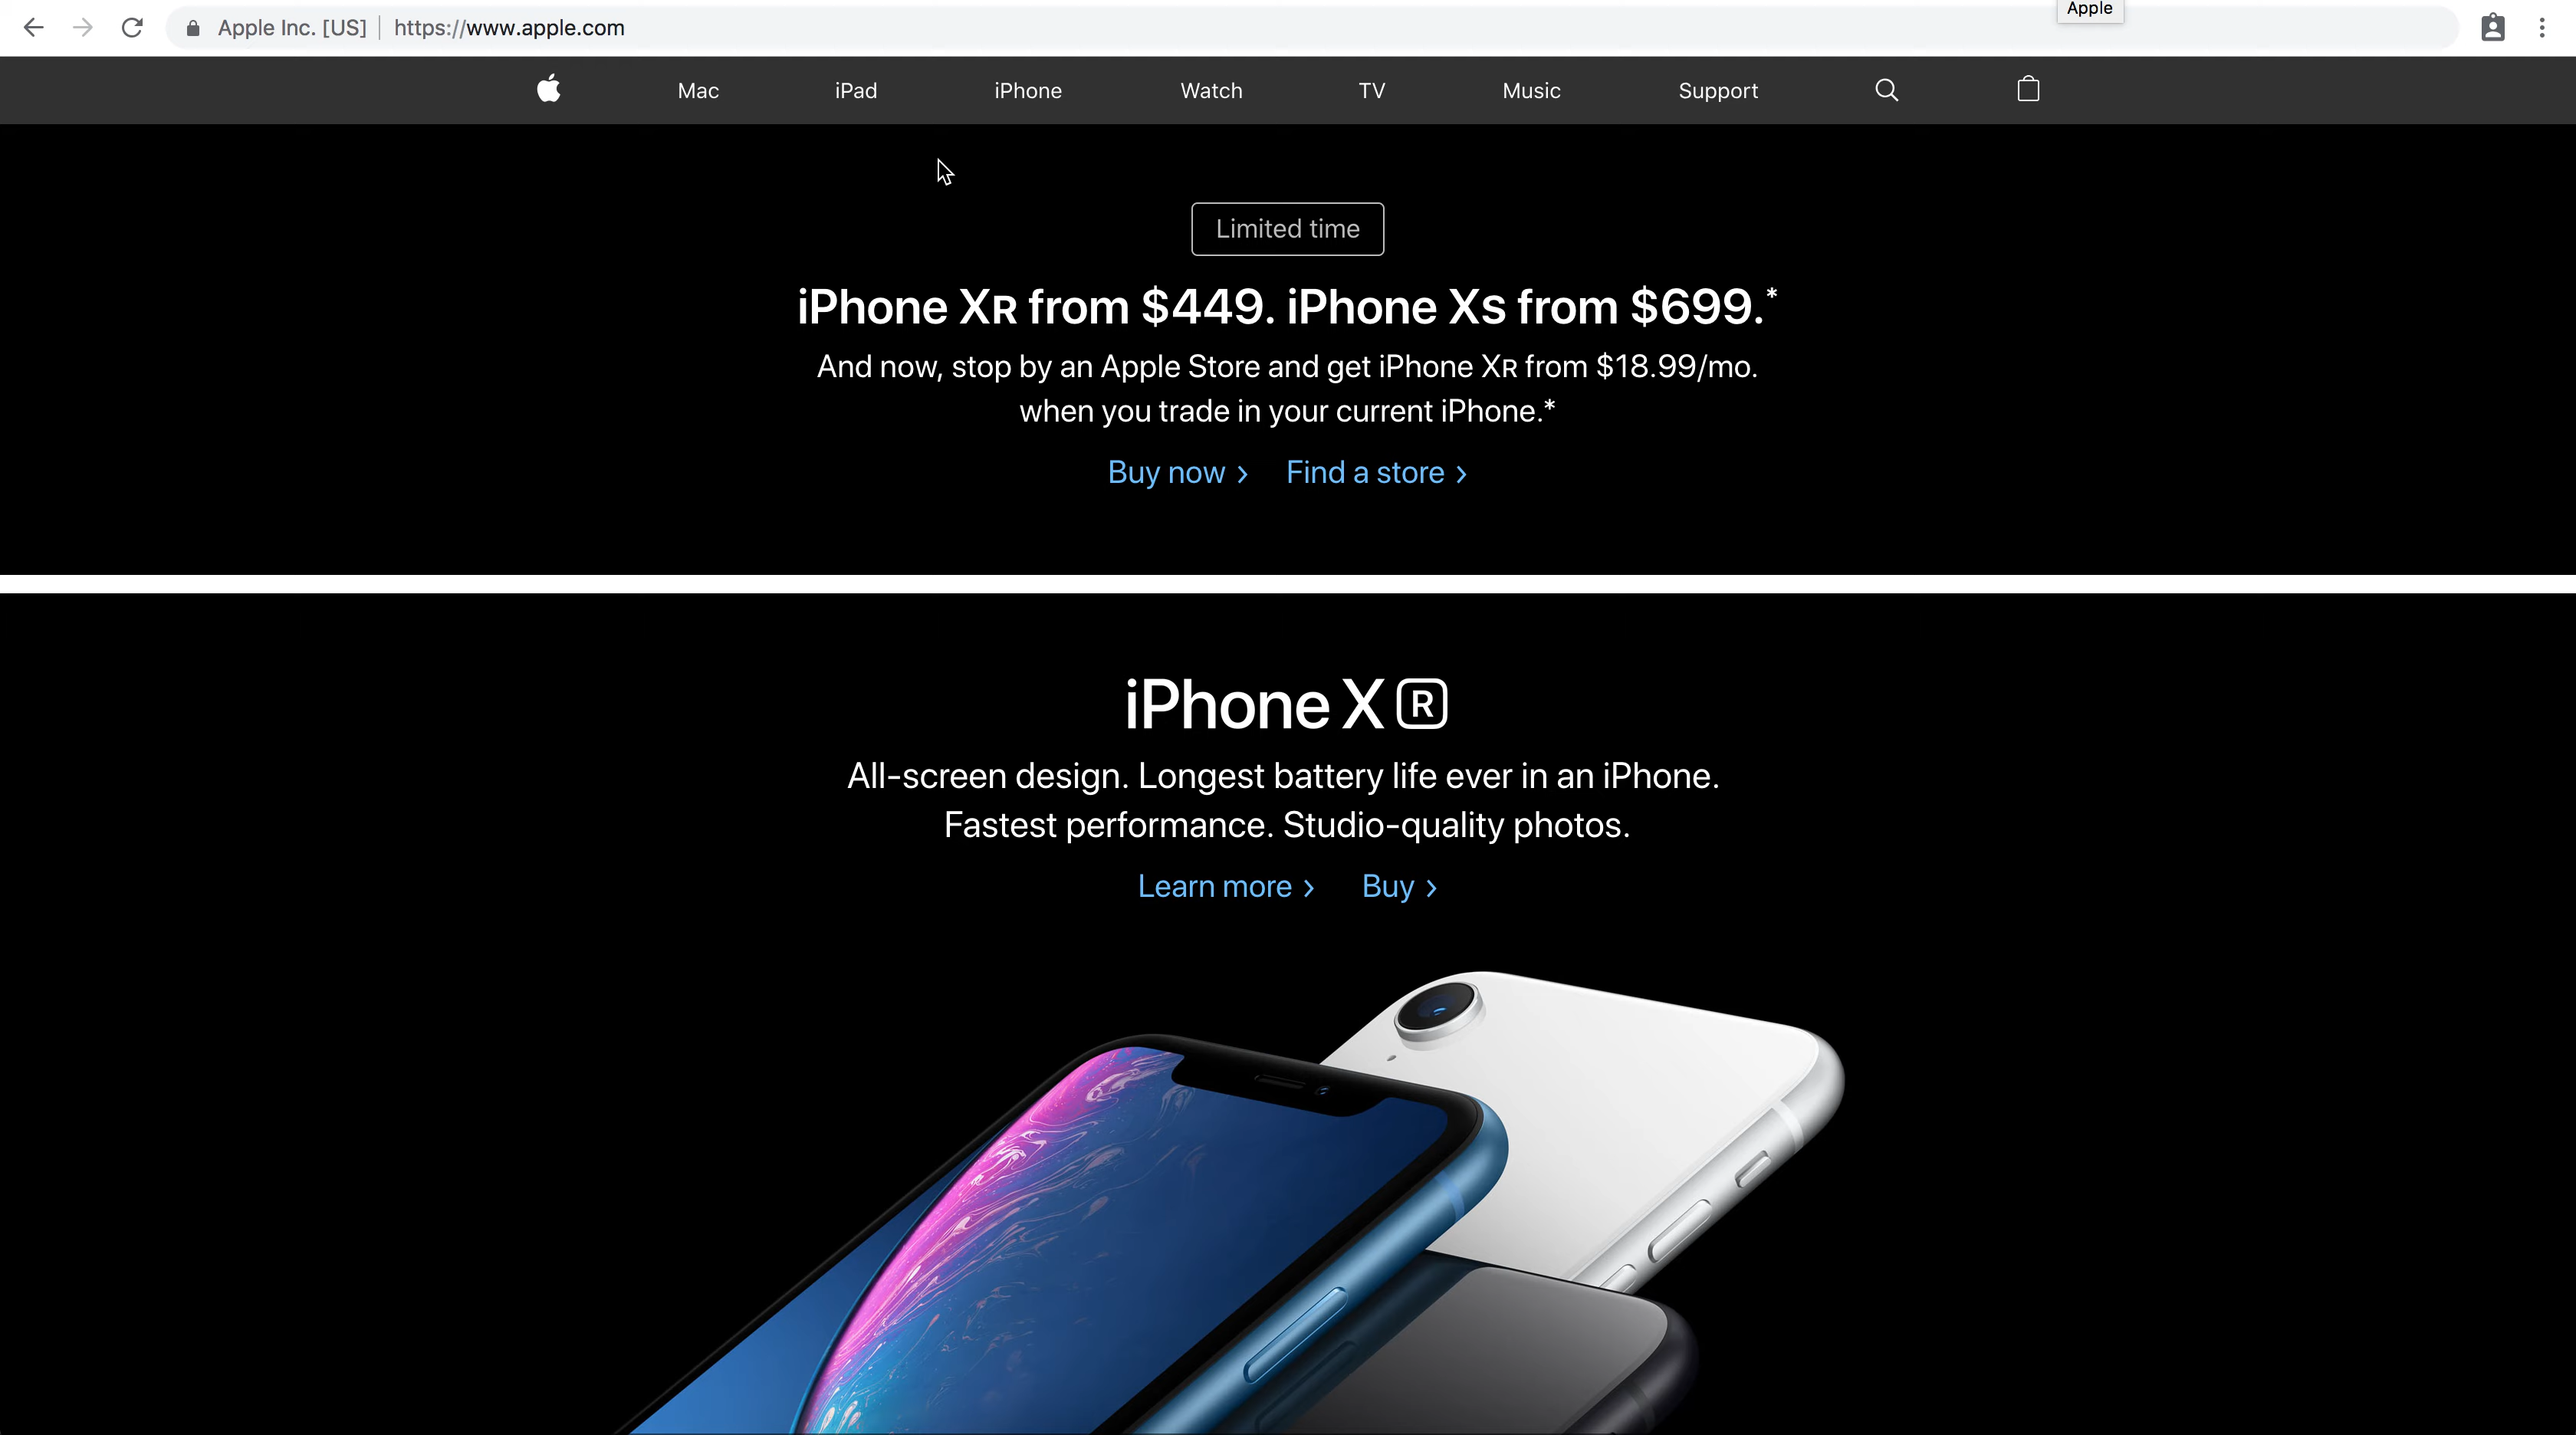 Apple
Apple Inc. [US] | https://www.apple.com
Mac iPad iPhone Watch TV Music Support
Limited time
iPhone XR from $449. iPhone XS from $699.*
And now, stop by an Apple Store and get iPhone XR from $18.99/mo.
when you trade in your current iPhone.*
Buy now > Find a store >
iPhone X R
All-screen design. Longest battery life ever in an iPhone.
Fastest performance. Studio-quality photos.
Learn more > Buy >